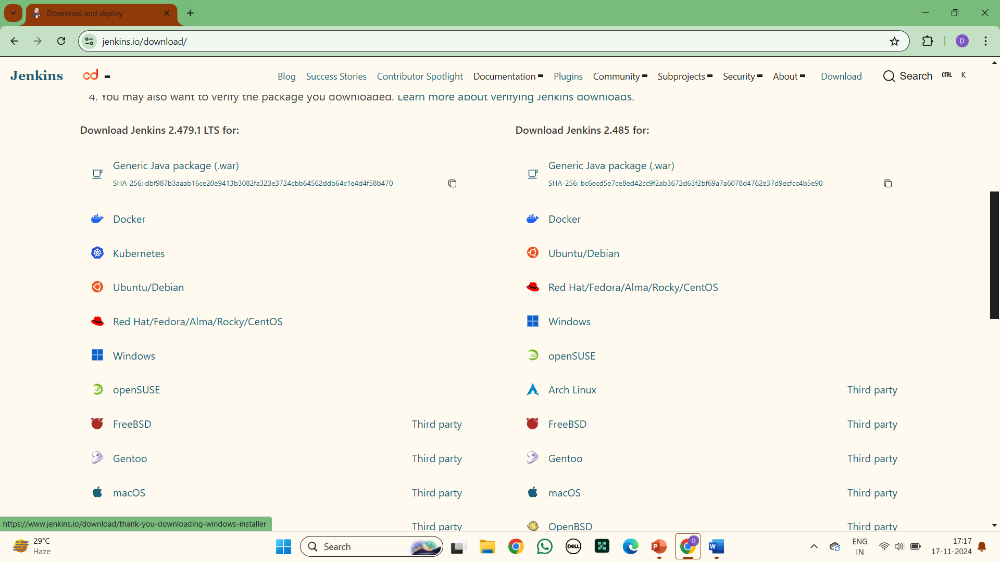 Download and deploy
jenkins.io/download/
D
Jenkins
cd
Blog Success Stories Contributor Spotlight Documentation Plugins Community Subprojects Security About Download Search CTRL K
4. You may also want to verify the package you downloaded. Learn more about verifying Jenkins downloads.
Download Jenkins 2.479.1 LTS for:
Generic Java package (.war)
SHA-256: dbf987b3aaab16ce20e9413b3082fa323e3724cbb64562ddb64c1e4d4f58b470
Docker
Kubernetes
Ubuntu/Debian
Red Hat/Fedora/Alma/Rocky/CentOS
Windows
openSUSE
FreeBSD Third party
Gentoo Third party
macOS Third party
Third party
Download Jenkins 2.485 for:
Generic Java package (.war)
SHA-256: bc6ecd5e7ce8ed42cc9f2ab3672d63f2bf69a7a6078d4762e37d9ecfcc4b5e90
Docker
Ubuntu/Debian
Red Hat/Fedora/Alma/Rocky/CentOS
Windows
openSUSE
Arch Linux Third party
FreeBSD Third party
Gentoo Third party
macOS Third party
OpenBSD Third party
https://www.jenkins.io/download/thank-you-downloading-windows-installer
29°C
Haze
Search
DELL
P
D
W
ENG
IN
17:17
17-11-2024